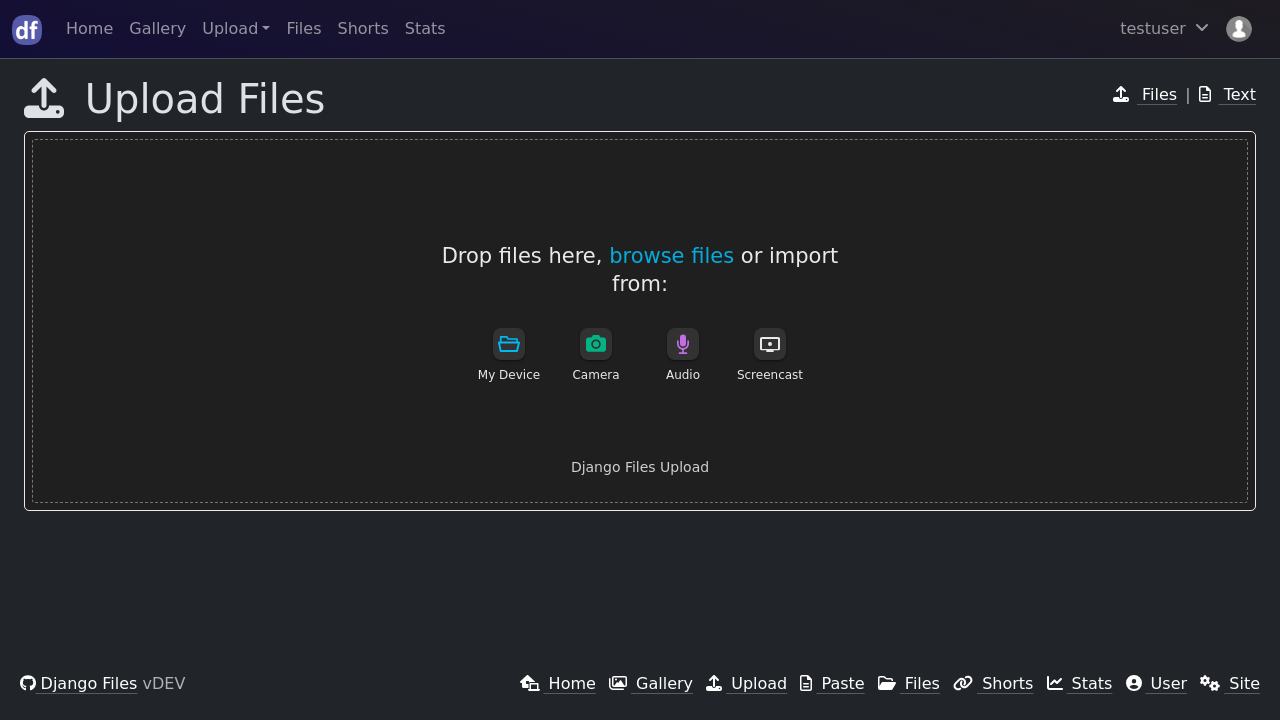 df Home Gallery Upload Files Shorts Stats testuser
Upload Files
Files | Text
Drop files here, browse files or import
from:
My Device Camera Audio Screencast
Django Files Upload
Django Files vDEV Home Gallery Upload Paste Files Shorts Stats User Site